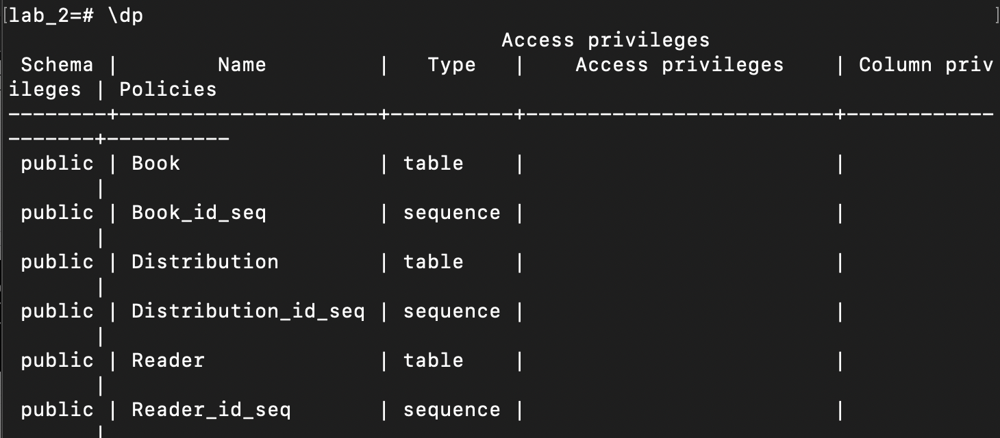 [lab_2=# \dp ]
Access privileges
 Schema |        Name         |   Type   |    Access privileges    | Column priv
ileges | Policies
--------+---------------------+----------+-------------------------+------------
-------+----------
 public | Book                | table    |                         |
       |
 public | Book_id_seq         | sequence |                         |
       |
 public | Distribution        | table    |                         |
       |
 public | Distribution_id_seq | sequence |                         |
       |
 public | Reader              | table    |                         |
       |
 public | Reader_id_seq       | sequence |                         |
       |